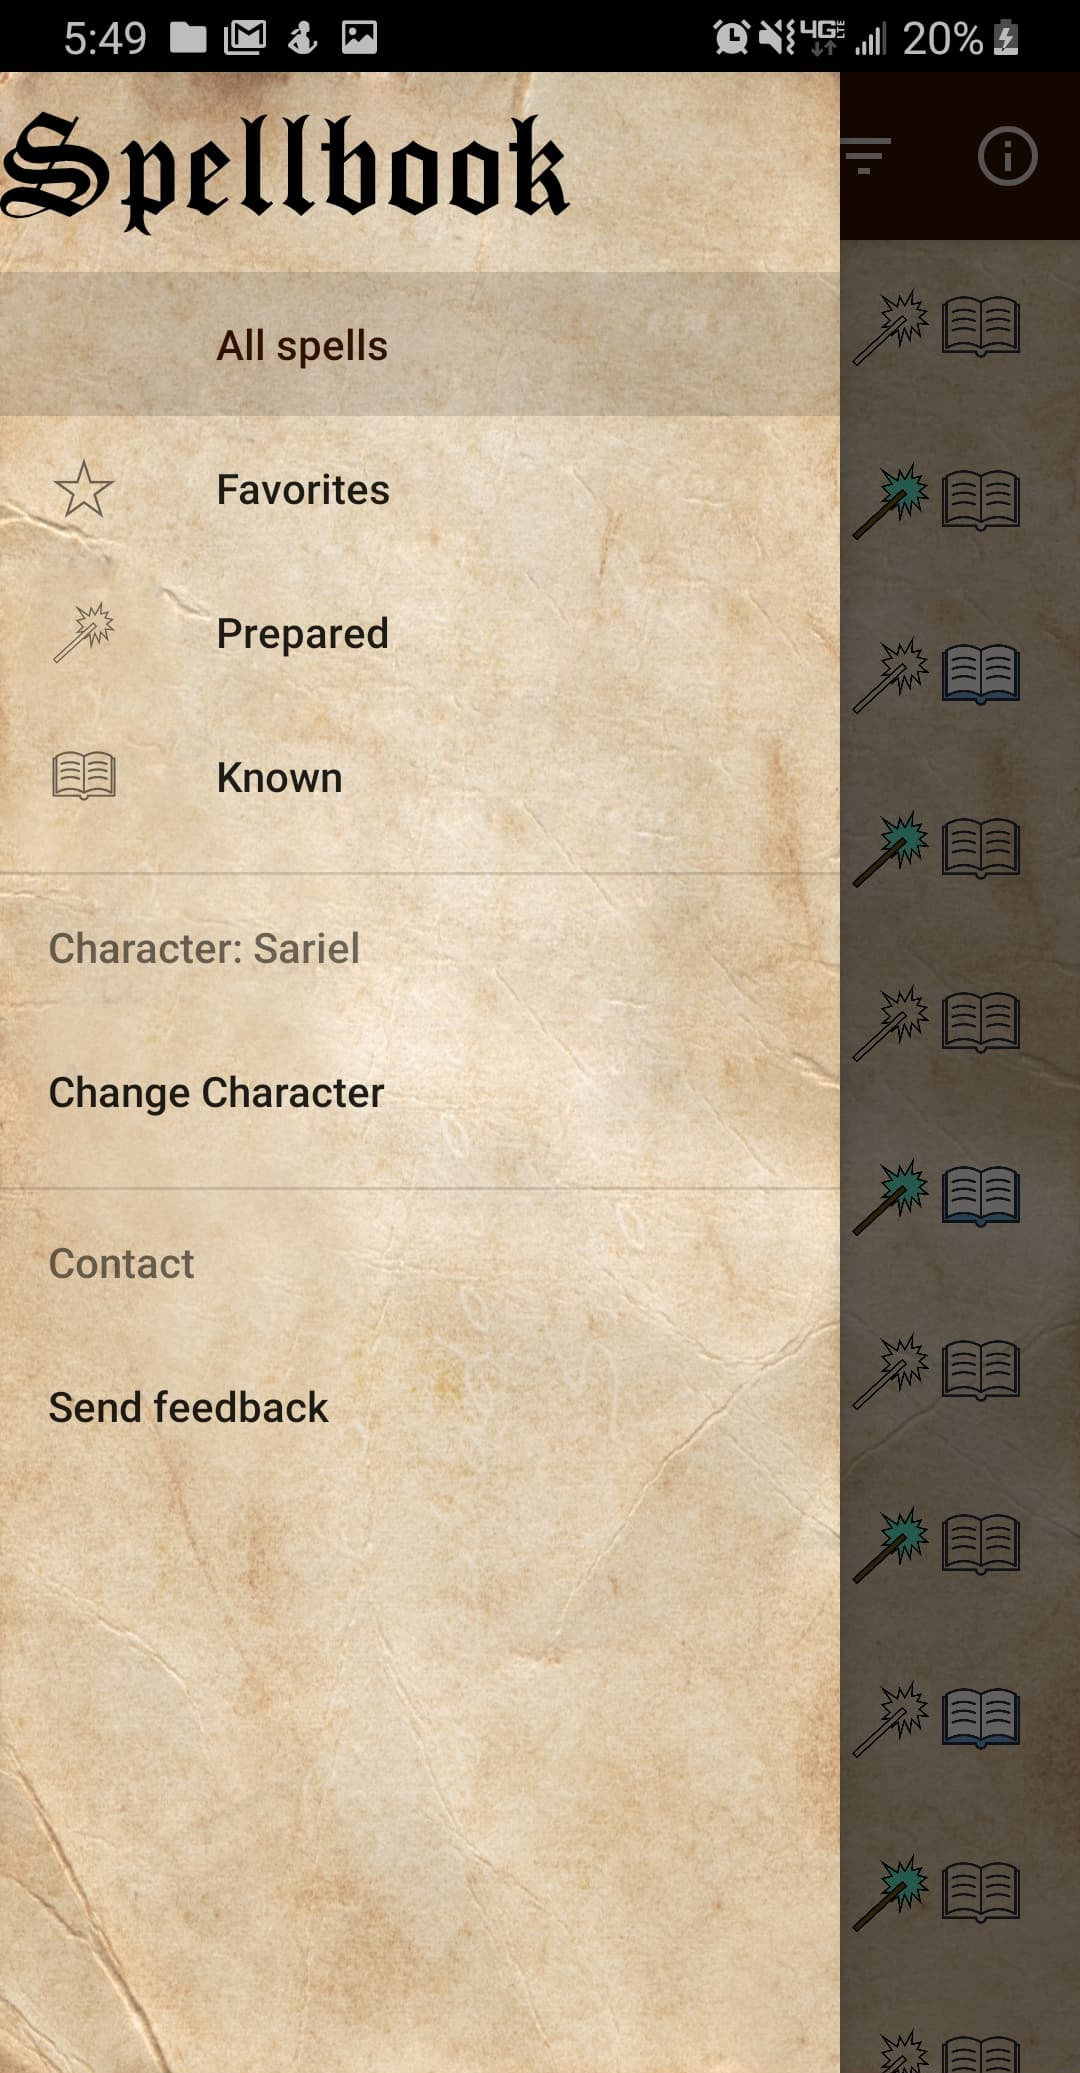 5:49 4G LTE 20%
Spellbook
All spells
Favorites
Prepared
Known
Character: Sariel
Change Character
Contact
Send feedback